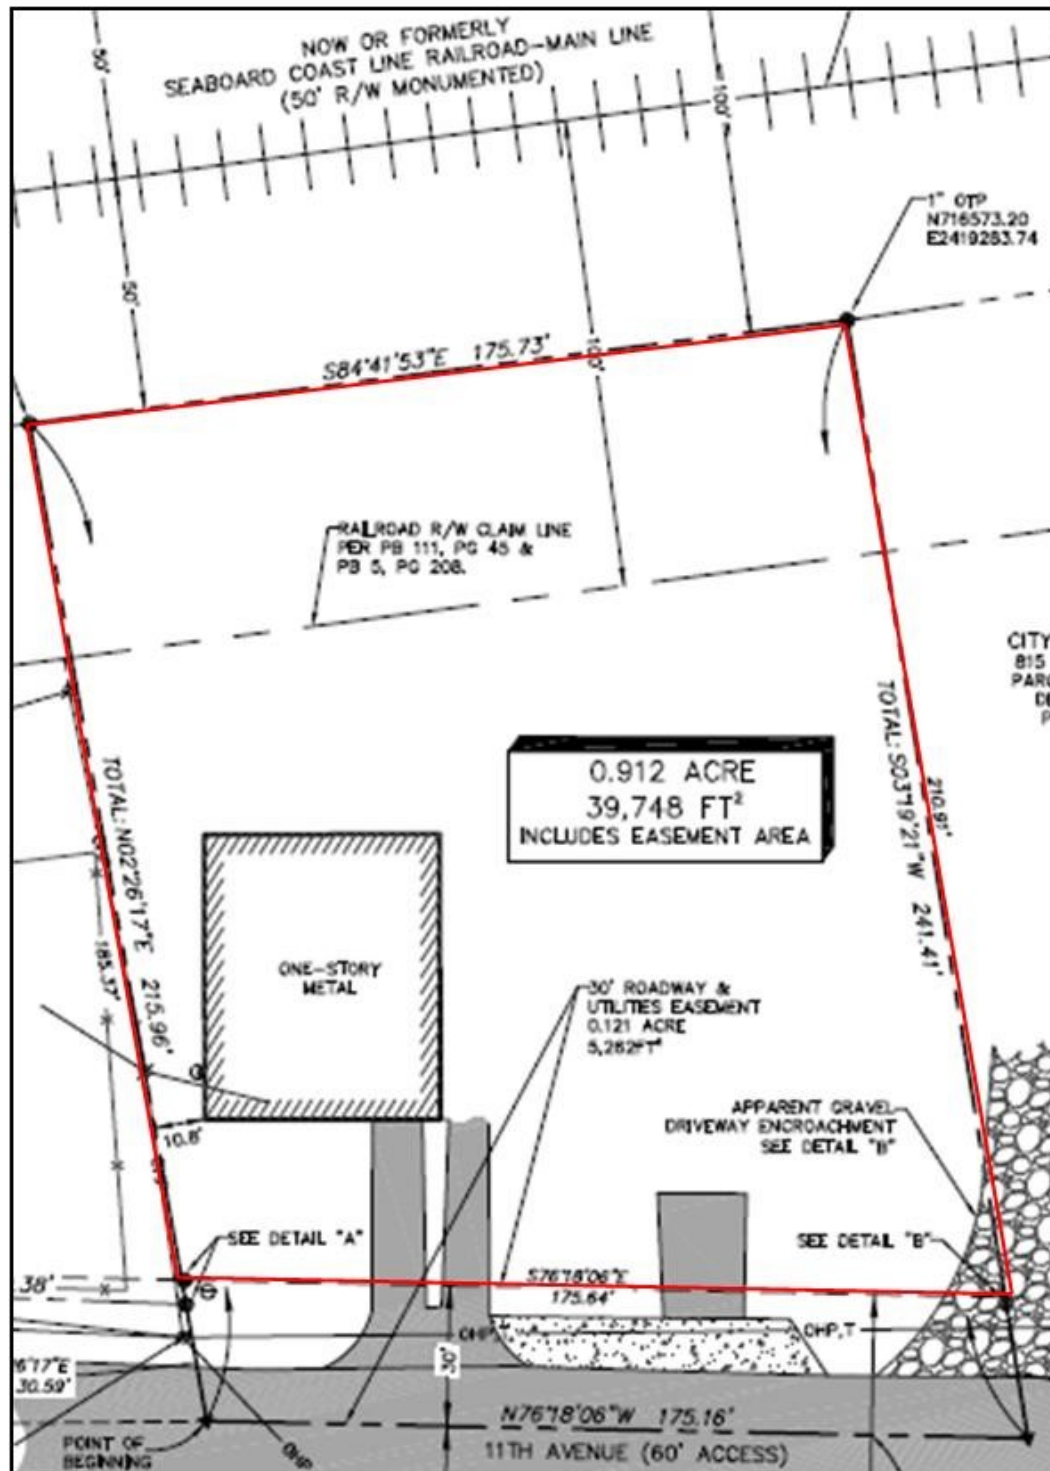 50'
NOW OR FORMERLY
SEABOARD COAST LINE RAILROAD-MAIN LINE
(50' R/W MONUMENTED)
100'
1" OTP
N716573.20
E2419283.74
50'
S84°41'53"E 175.73'
100'
RAILROAD R/W CLAIM LINE
PER PB 111, PG 45 &
PB 5, PG 208.
CITY
815
PAR
D
P
TOTAL: S03°19'21"W 241.41'
210.91'
0.912 ACRE
39,748 FT²
INCLUDES EASEMENT AREA
TOTAL: N02°26'17"E 215.96'
185.37'
ONE-STORY
METAL
30' ROADWAY &
UTILITES EASEMENT
0.121 ACRE
5,262FT²
APPARENT GRAVEL
DRIVEWAY ENCROACHMENT
SEE DETAIL "B"
10.8'
SEE DETAIL "A"
SEE DETAIL "B"
.38'
S76°18'06"E
175.64'
OHP,T
OHP,T
6'17"E
30.59'
30'
N76°18'06"W 175.16'
11TH AVENUE (60' ACCESS)
POINT OF
BEGINNING